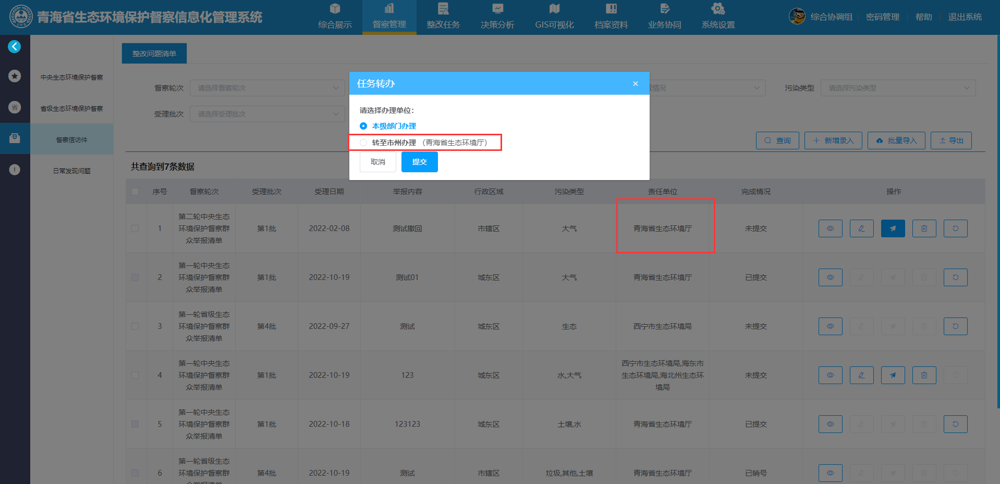 青海省生态环境保护督察信息化管理系统
综合展示
督察管理
整改任务
决策分析
GIS可视化
档案资料
业务协同
系统设置
综合协调组
密码管理
帮助
退出系统
中央生态环境保护督察
省
省级生态环境保护督察
督察信访件
日常发现问题
整改问题清单
督察轮次
请选择督察轮次
成情况
污染类型
请选择污染类型
受理批次
请选择受理批次
任务转办
请选择办理单位:
本级部门办理
转至市州办理 （青海省生态环境厅）
取消
提交
查询
新增录入
批量导入
导出
共查询到7条数据
序号 督察轮次 受理批次 受理日期 举报内容 行政区域 污染类型 责任单位 完成情况 操作
第二轮中央生态
1 第1批 2022-02-08 测试撤回 市辖区 大气 青海省生态环境厅 未提交
环境保护督察群
众举报清单
第一轮中央生态
2 环境保护督察群 第1批 2022-10-19 测试01 城东区 大气 青海省生态环境厅 已提交
众举报清单
第一轮省级生态
3 环境保护督察群 第4批 2022-09-27 测试 城东区 生态 西宁市生态环境局 未提交
众举报清单
第一轮中央生态 西宁市生态环境局,海东市
4 环境保护督察群 第1批 2022-10-19 123 城东区 水,大气 生态环境局,海北州生态环 未提交
众举报清单 境局
第一轮中央生态
5 环境保护督察群 第1批 2022-10-18 123123 城东区 土壤,水 青海省生态环境厅 已提交
众举报清单
第一轮省级生态
6 环境保护督察群 第4批 2022-10-19 测试 市辖区 垃圾,其他,土壤 青海省生态环境厅 已销号
众举报清单